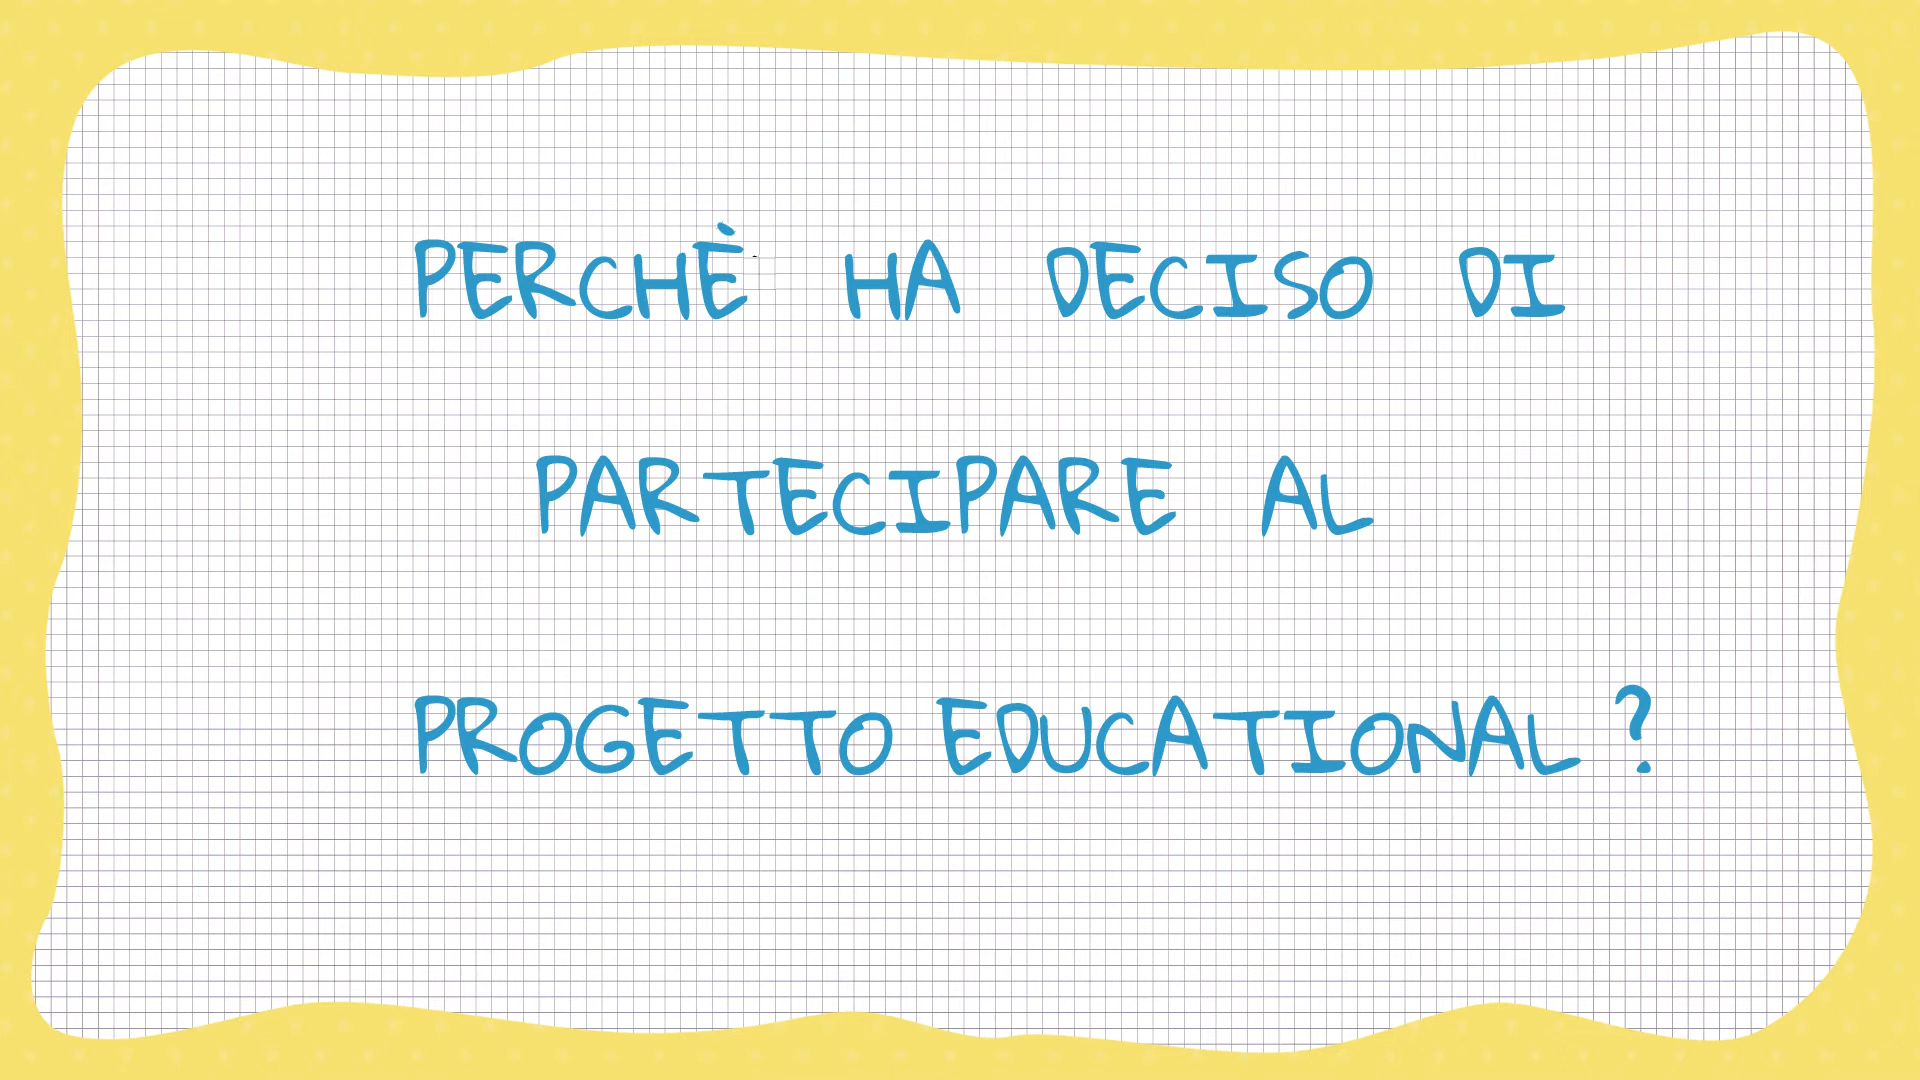 PERCHÈ HA DECISO DI
PARTECIPARE AL
PROGETTO EDUCATIONAL ?